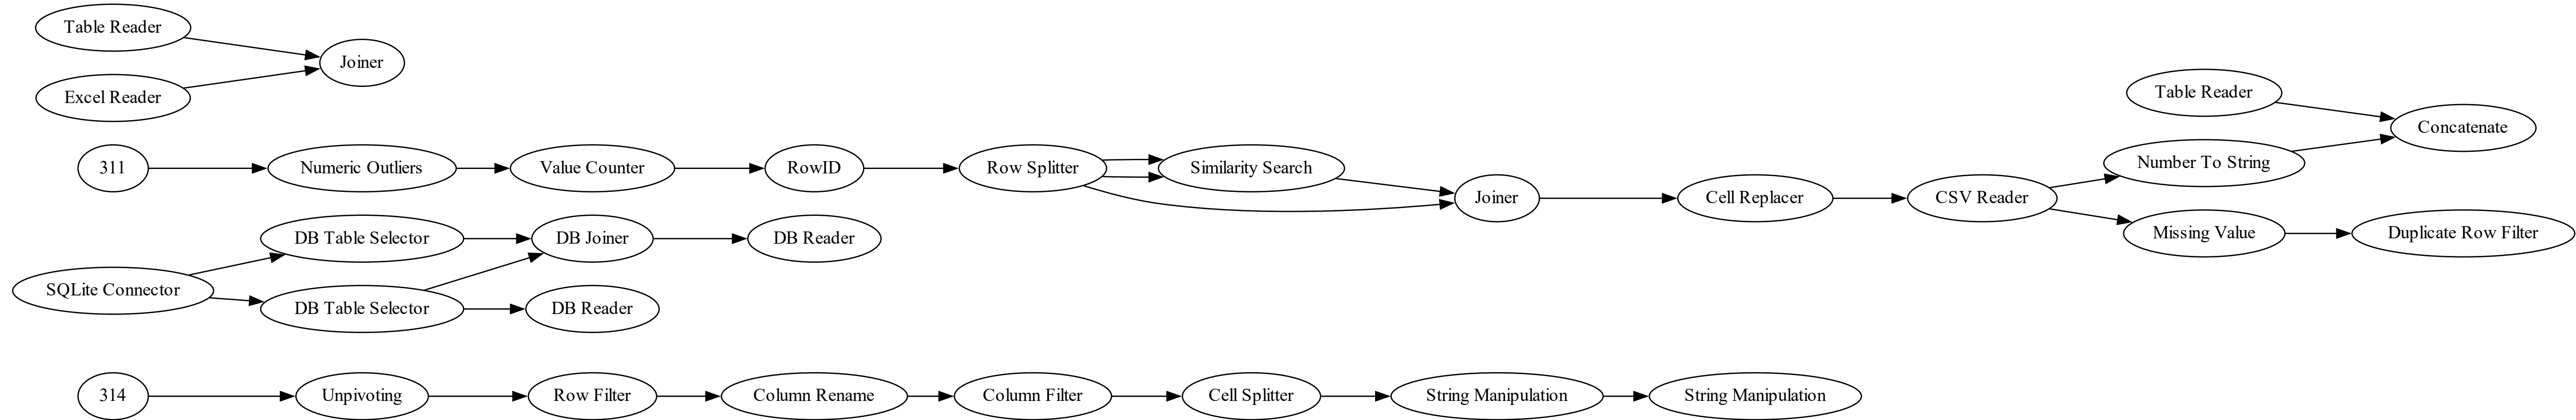 Table Reader
Joiner
Excel Reader
Table Reader
Concatenate
311
Numeric Outliers
Value Counter
RowID
Row Splitter
Similarity Search
Number To String
Joiner
Cell Replacer
CSV Reader
DB Table Selector
DB Joiner
DB Reader
Missing Value
Duplicate Row Filter
SQLite Connector
DB Table Selector
DB Reader
314
Unpivoting
Row Filter
Column Rename
Column Filter
Cell Splitter
String Manipulation
String Manipulation